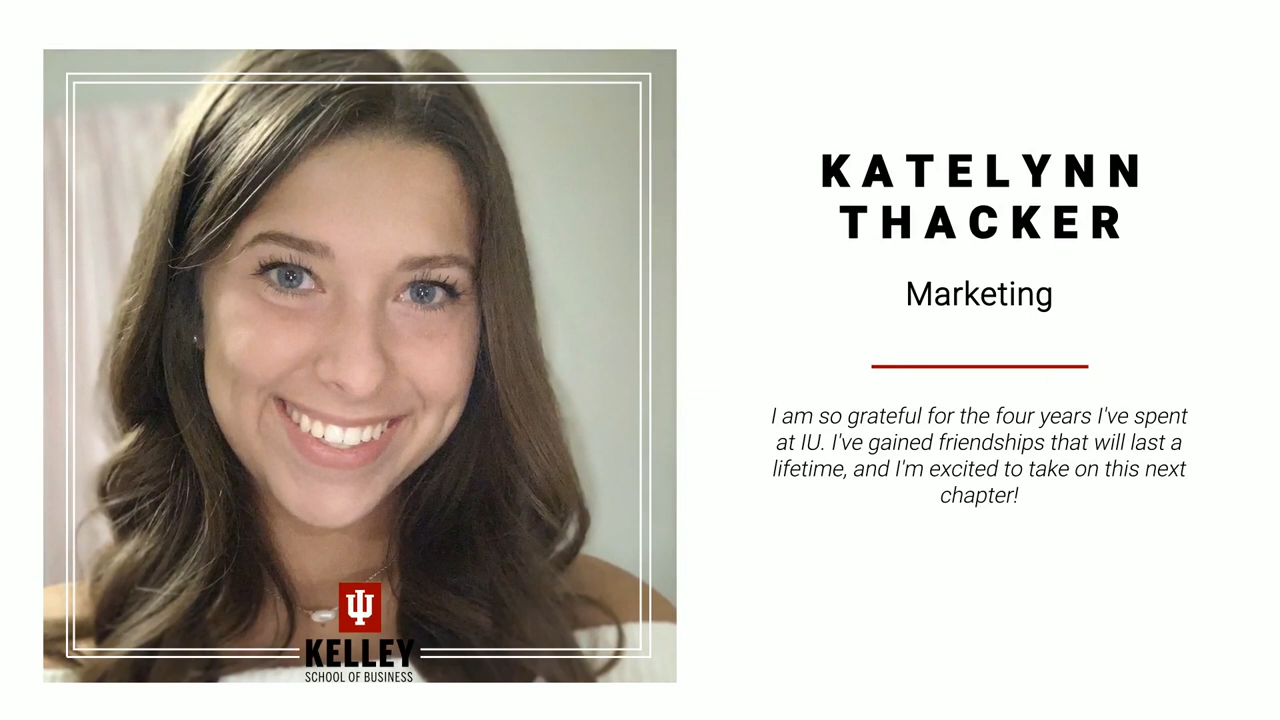 KATELYNN
THACKER
Marketing
I am so grateful for the four years I've spent
at IU. I've gained friendships that will last a
lifetime, and I'm excited to take on this next
chapter!
KELLEY
SCHOOL OF BUSINESS